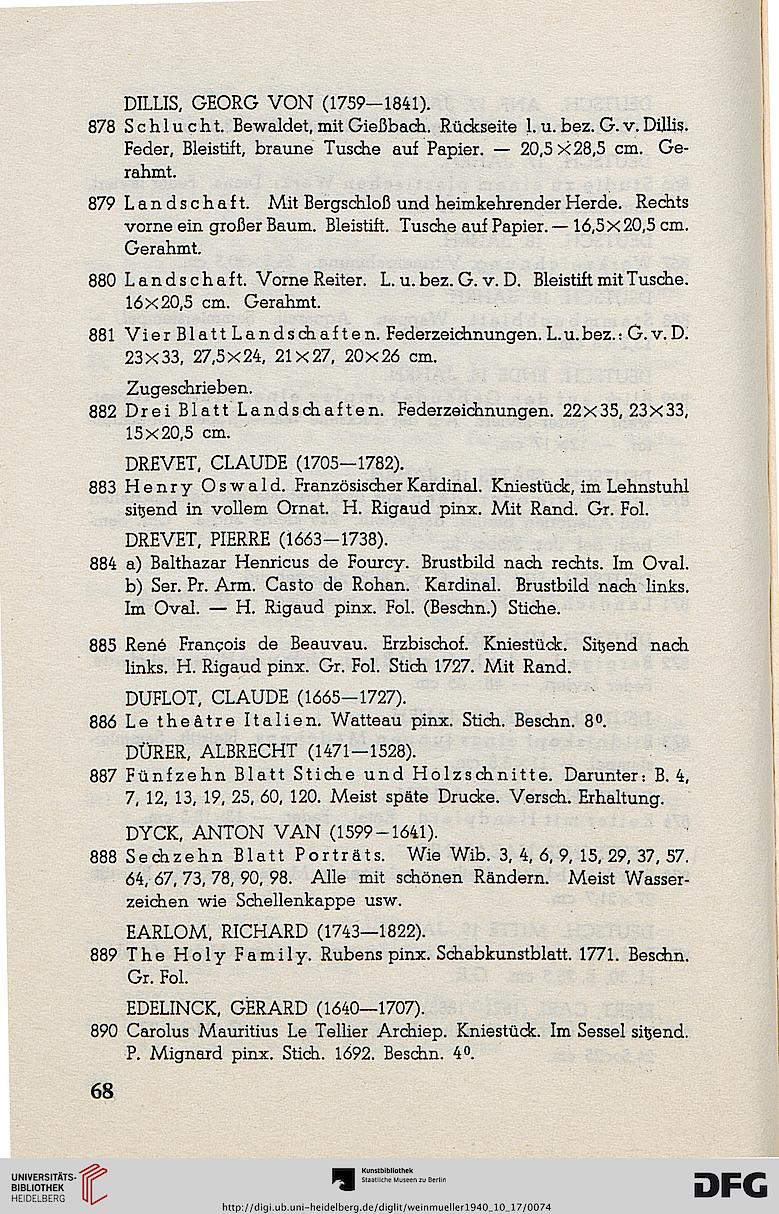 DILLIS, GEORG VON (1759—1841).
878 Schlucht. Bewaldet, mit Gießbach. Rückseite l. u. bez. G. v. Dillis.
Feder, Bleistift, braune Tusche auf Papier. — 20,5×28,5 cm. Ge-
rahmt.
879 Landschaft. Mit Bergschloß und heimkehrender Herde. Rechts
vorne ein großer Baum. Bleistift. Tusche auf Papier. — 16,5×20,5 cm.
Gerahmt.
880 Landschaft. Vorne Reiter. L. u. bez. G. v. D. Bleistift mit Tusche.
16×20,5 cm. Gerahmt.
881 Vier Blatt Landschaften. Federzeichnungen. L. u. bez.: G. v. D.
23×33, 27,5×24, 21×27, 20×26 cm.
Zugeschrieben.
882 Drei Blatt Landschaften. Federzeichnungen. 22×35, 23×33,
15×20,5 cm.
DREVET, CLAUDE (1705—1782).
883 Henry Oswald. Französischer Kardinal. Kniestück, im Lehnstuhl
sitzend in vollem Ornat. H. Rigaud pinx. Mit Rand. Gr. Fol.
DREVET, PIERRE (1663—1738).
884 a) Balthazar Henricus de Fourcy. Brustbild nach rechts. Im Oval.
b) Ser. Pr. Arm. Casto de Rohan. Kardinal. Brustbild nach links.
Im Oval. — H. Rigaud pinx. Fol. (Beschn.) Stiche.
885 René François de Beauvau. Erzbischof. Kniestück. Sitzend nach
links. H. Rigaud pinx. Gr. Fol. Stich 1727. Mit Rand.
DUFLOT, CLAUDE (1665—1727).
886 Le theâtre Italien. Watteau pinx. Stich. Beschn. 8⁰.
DÜRER, ALBRECHT (1471—1528).
887 Fünfzehn Blatt Stiche und Holzschnitte. Darunter: B. 4,
7, 12, 13, 19, 25, 60, 120. Meist späte Drucke. Versch. Erhaltung.
DYCK, ANTON VAN (1599-1641).
888 Sechzehn Blatt Porträts. Wie Wib. 3, 4, 6, 9, 15, 29, 37, 57.
64, 67, 73, 78, 90, 98. Alle mit schönen Rändern. Meist Wasser-
zeichen wie Schellenkappe usw.
EARLOM, RICHARD (1743—1822).
889 The Holy Family. Rubens pinx. Schabkunstblatt. 1771. Beschn.
Gr. Fol.
EDELINCK, GERARD (1640—1707).
890 Carolus Mauritius Le Tellier Archiep. Kniestück. Im Sessel sitzend.
P. Mignard pinx. Stich. 1692. Beschn. 4⁰.
68
UNIVERSITÄTS-
BIBLIOTHEK
HEIDELBERG
Kunstbibliothek
Staatliche Museen zu Berlin
DFG
http://digi.ub.uni-heidelberg.de/diglit/weinmueller1940_10_17/0074